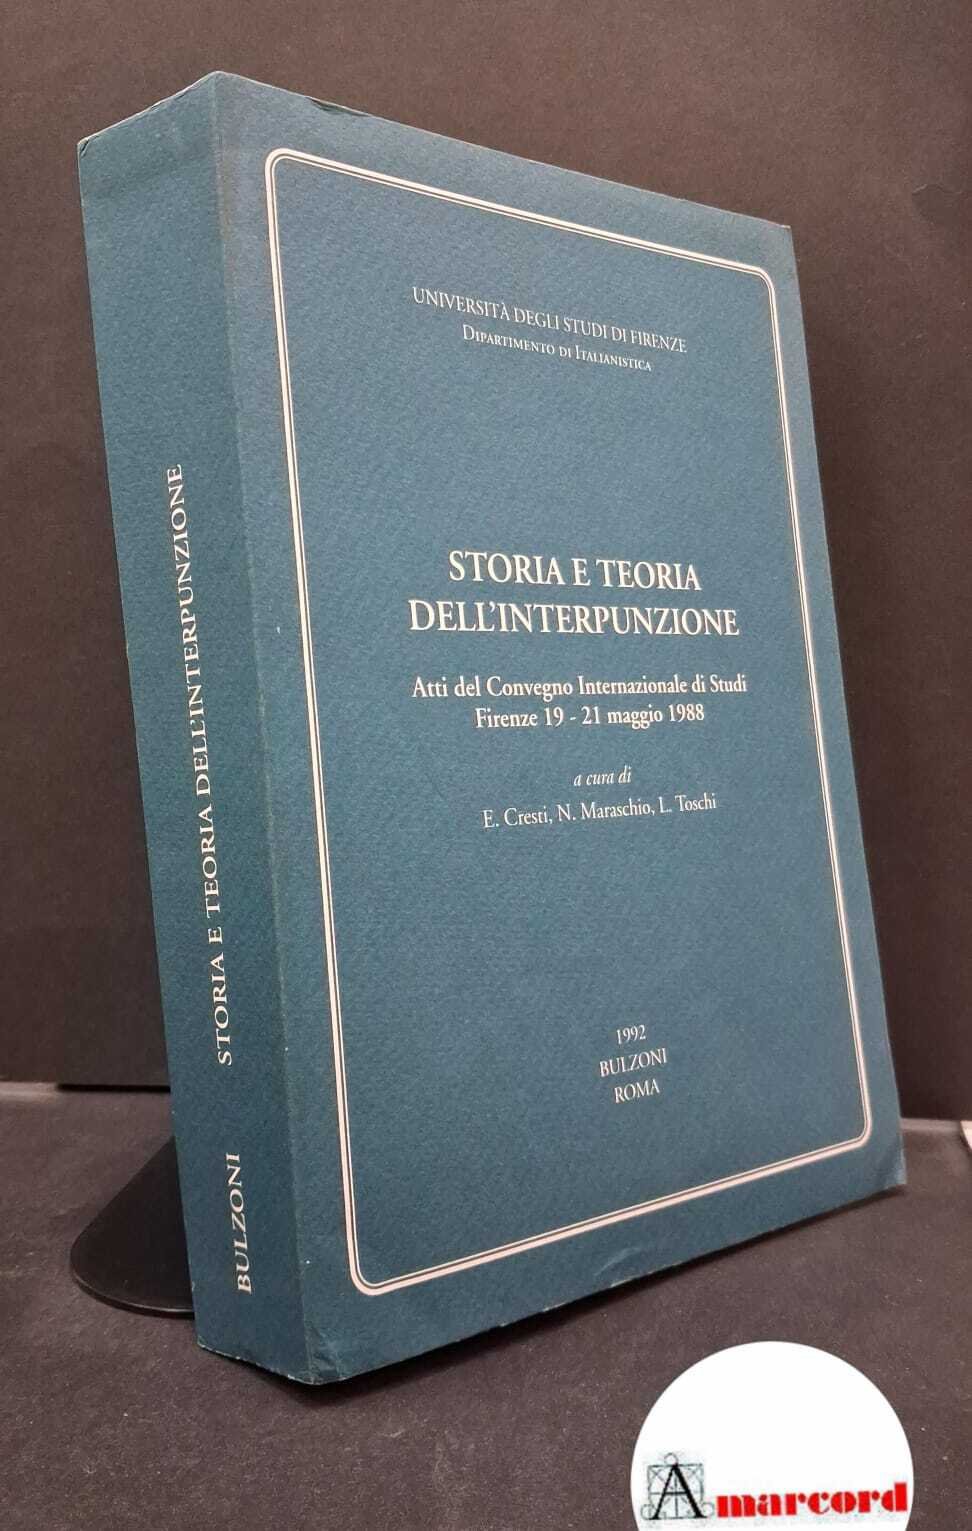 UNIVERSITÀ DEGLI STUDI DI FIRENZE
DIPARTIMENTO DI ITALIANISTICA
STORIA E TEORIA
DELL'INTERPUNZIONE
Atti del Convegno Internazionale di Studi
Firenze 19 - 21 maggio 1988
a cura di
E. Cresti, N. Maraschio, L. Toschi
1992
BULZONI
ROMA
STORIA E TEORIA DELL'INTERPUNZIONE
BULZONI
Amarcord